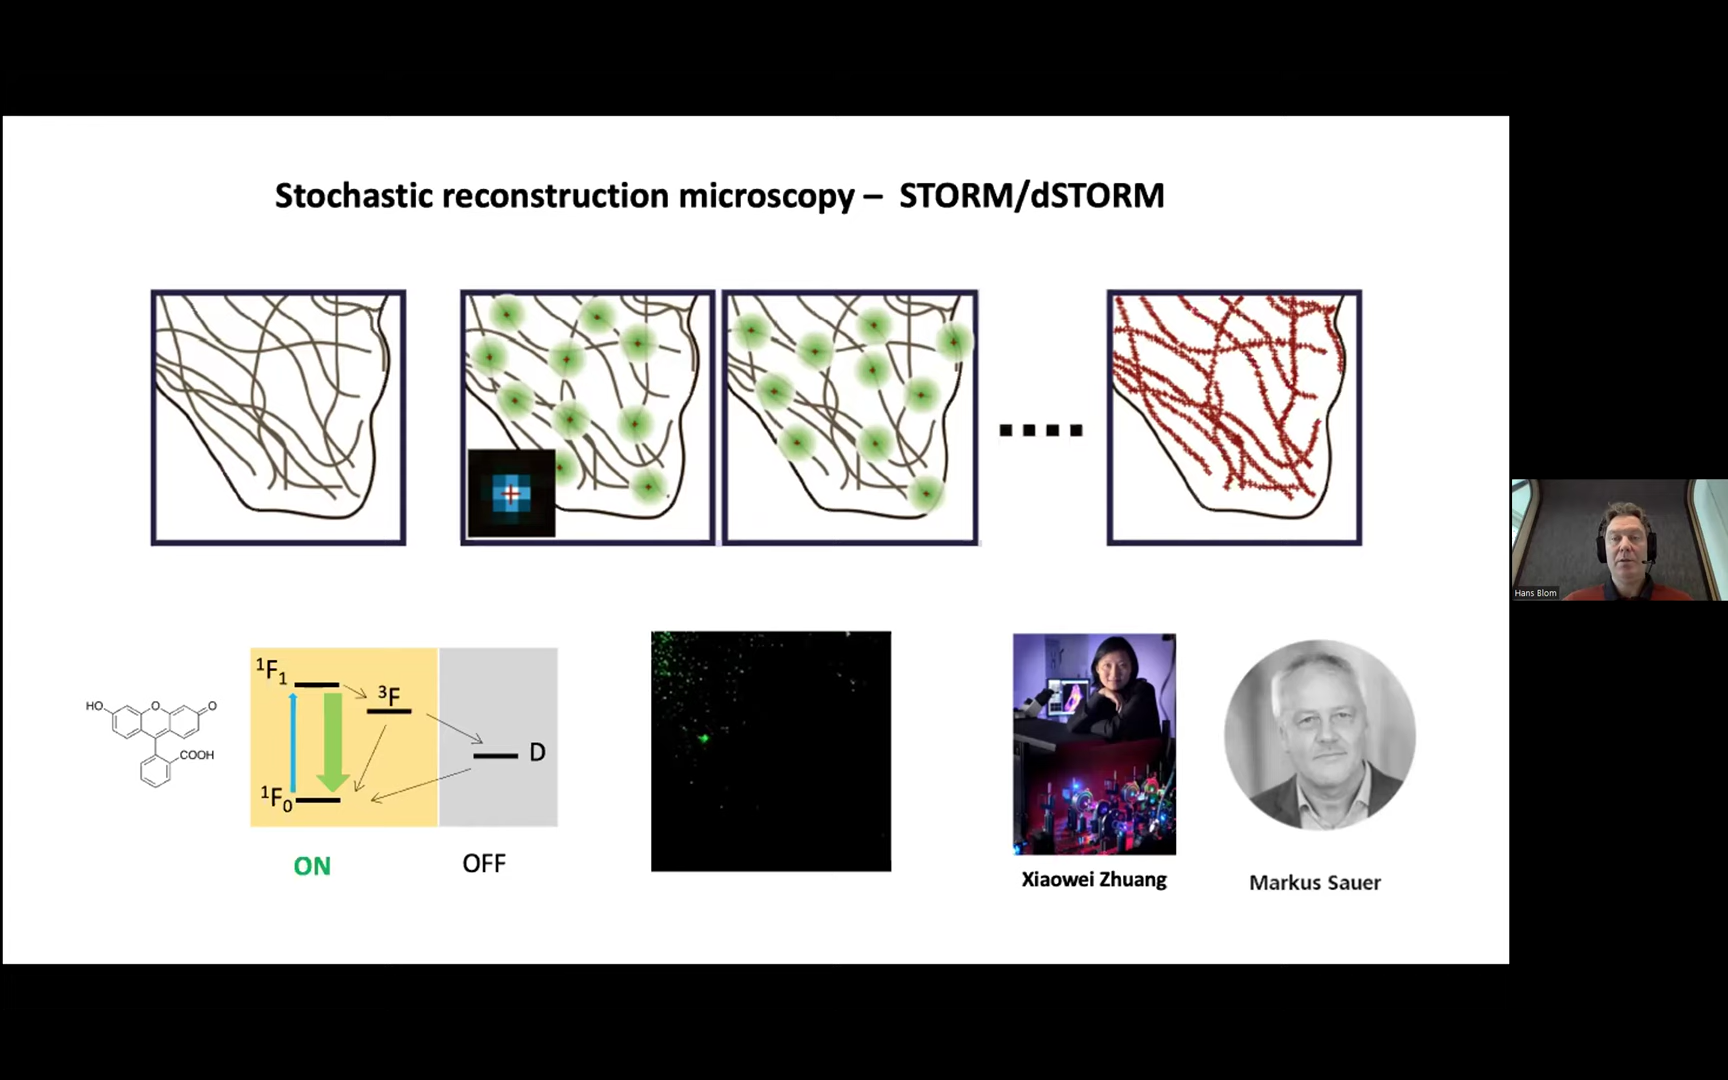 Stochastic reconstruction microscopy – STORM/dSTORM
Hans Blom
¹F₁
³F
HO
O
O
COOH
D
¹F₀
ON
OFF
Xiaowei Zhuang
Markus Sauer